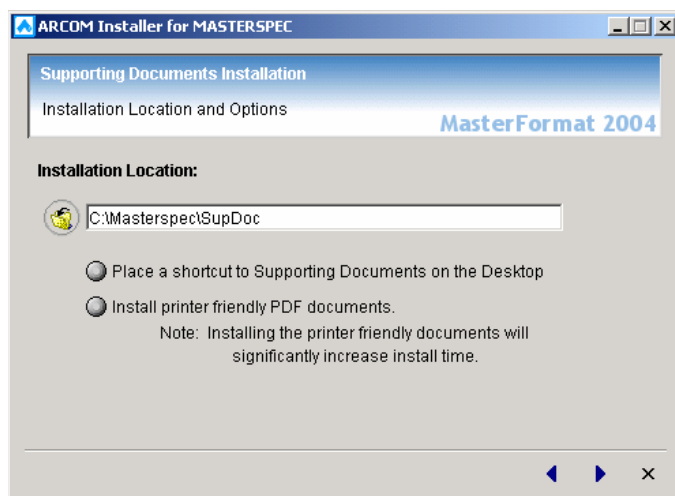 ARCOM Installer for MASTERSPEC
Supporting Documents Installation
Installation Location and Options
MasterFormat 2004
Installation Location:
C:\Masterspec\SupDoc
Place a shortcut to Supporting Documents on the Desktop
Install printer friendly PDF documents.
Note: Installing the printer friendly documents will
significantly increase install time.